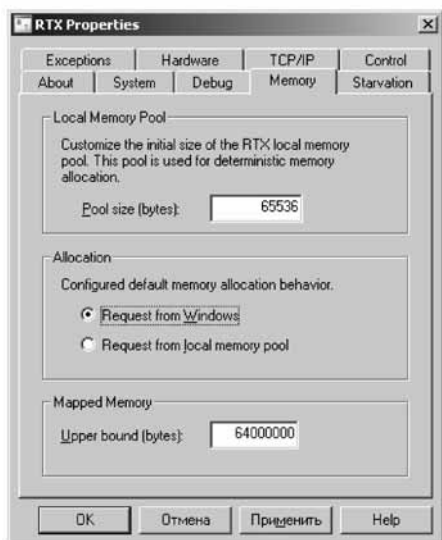 RTX Properties
Exceptions Hardware TCP/IP Control
About System Debug Memory Starvation
Local Memory Pool
Customize the initial size of the RTX local memory
pool. This pool is used for deterministic memory
allocation.
Pool size (bytes): 65536
Allocation
Configured default memory allocation behavior.
Request from Windows
Request from local memory pool
Mapped Memory
Upper bound (bytes): 64000000
OK Отмена Применить Help